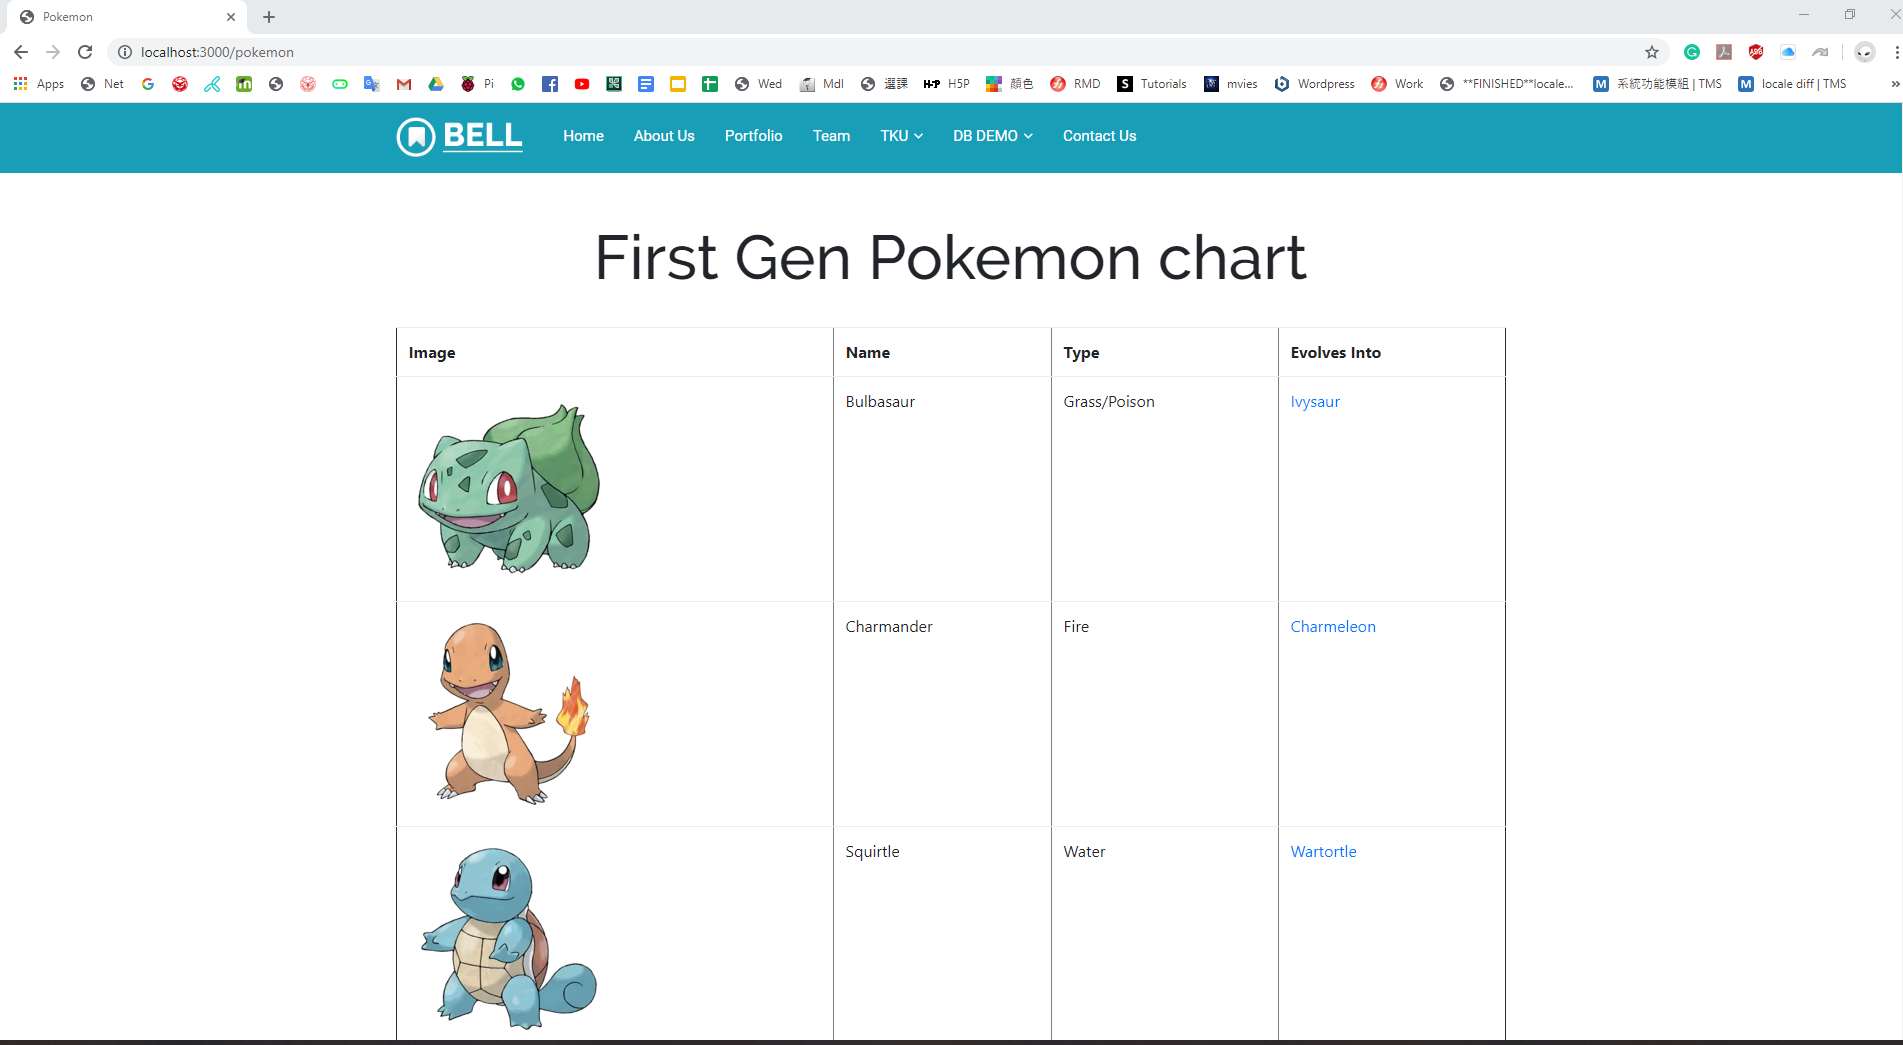 Pokemon
localhost:3000/pokemon
Apps Net Pi Wed Mdl 選課 H5P H5P 顏色 RMD S Tutorials mvies Wordpress Work **FINISHED**locale... M 系統功能模組 | TMS M locale diff | TMS »
BELL Home About Us Portfolio Team TKU DB DEMO Contact Us
First Gen Pokemon chart
Image Name Type Evolves Into
Bulbasaur Grass/Poison Ivysaur
Charmander Fire Charmeleon
Squirtle Water Wartortle